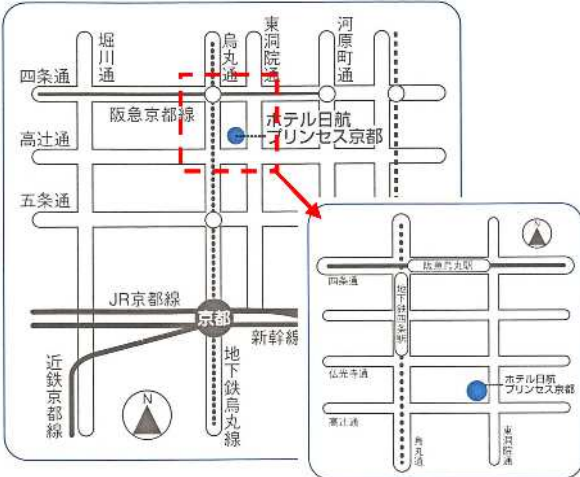 堀川通
烏丸通
東洞院通
河原町通
四条通
阪急京都線
ホテル日航
プリンセス京都
高辻通
五条通
JR京都線
京都
新幹線
近鉄京都線
N
地下鉄烏丸線
N
阪急烏丸駅
四条通
地下鉄四条駅
仏光寺通
ホテル日航
プリンセス京都
高辻通
烏丸通
東洞院通